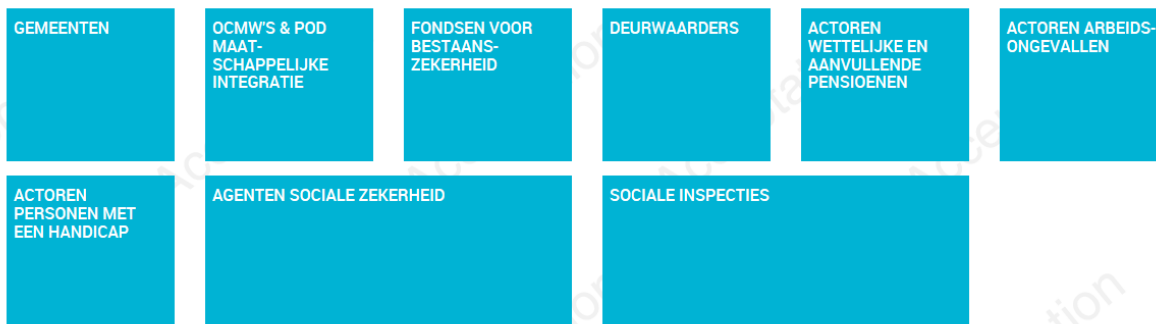 GEMEENTEN
OCMW'S & POD
MAAT-
SCHAPPELIJKE
INTEGRATIE
FONDSEN VOOR
BESTAANS-
ZEKERHEID
DEURWAARDERS
ACTOREN
WETTELIJKE EN
AANVULLENDE
PENSIOENEN
ACTOREN ARBEIDS-
ONGEVALLEN
ACTOREN
PERSONEN MET
EEN HANDICAP
AGENTEN SOCIALE ZEKERHEID
SOCIALE INSPECTIES